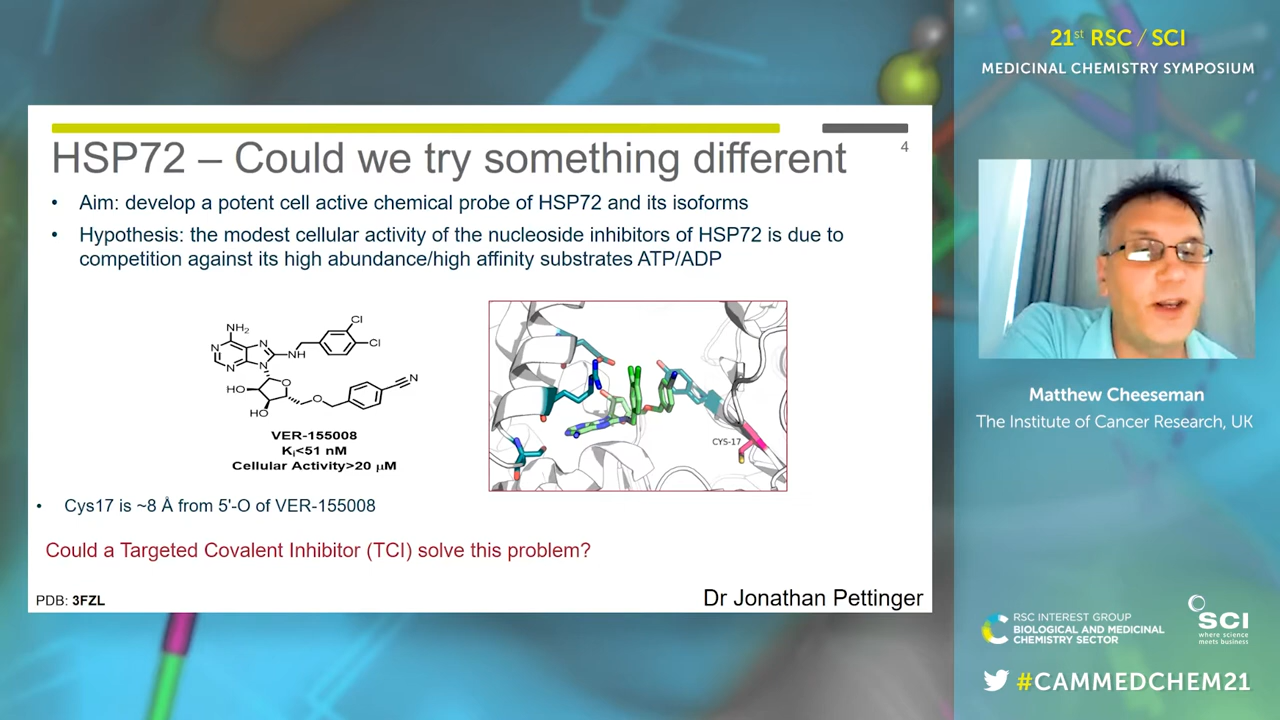 HSP72 – Could we try something different
4
• Aim: develop a potent cell active chemical probe of HSP72 and its isoforms
• Hypothesis: the modest cellular activity of the nucleoside inhibitors of HSP72 is due to
competition against its high abundance/high affinity substrates ATP/ADP
NH2
N
N
N
N
NH
Cl
Cl
HO
O
HO
O
N
VER-155008
Ki<51 nM
Cellular Activity>20 µM
CYS-17
• Cys17 is ~8 Å from 5'-O of VER-155008
Could a Targeted Covalent Inhibitor (TCI) solve this problem?
PDB: 3FZL
Dr Jonathan Pettinger
21st RSC / SCI
MEDICINAL CHEMISTRY SYMPOSIUM
Matthew Cheeseman
The Institute of Cancer Research, UK
RSC INTEREST GROUP
BIOLOGICAL AND MEDICINAL
CHEMISTRY SECTOR
SCI
where science
meets business
#CAMMEDCHEM21